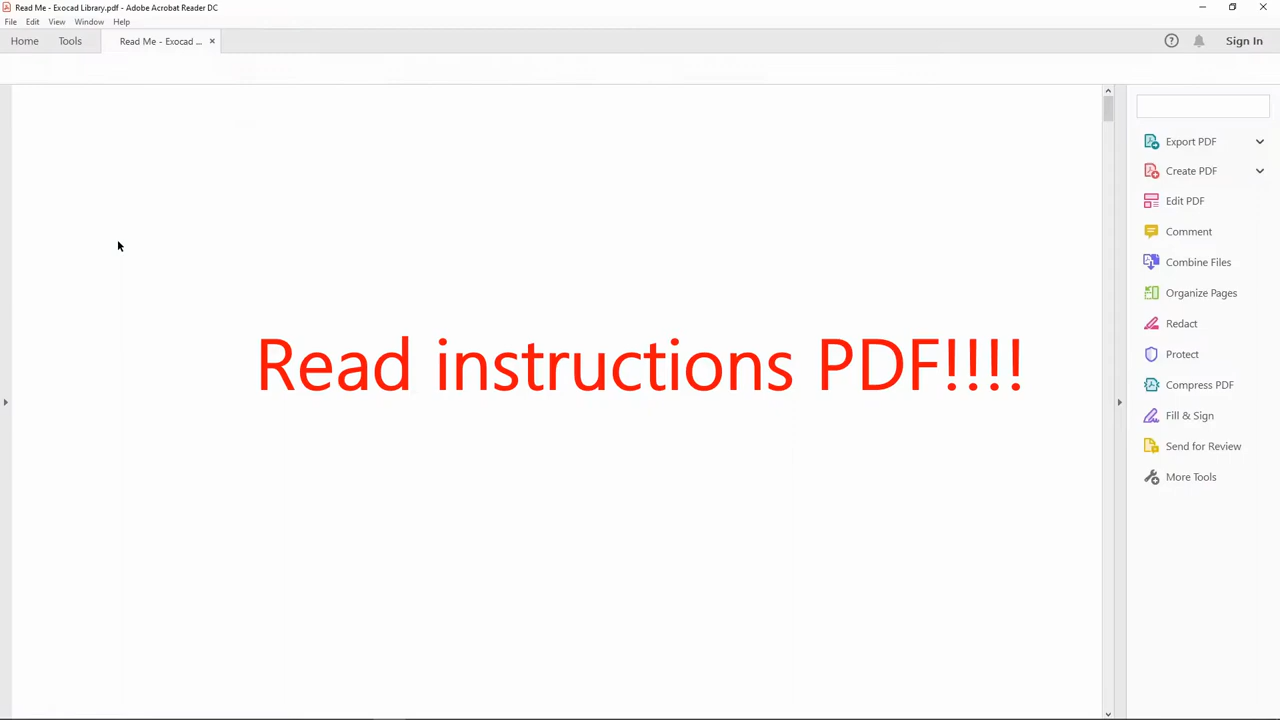 Read Me - Exocad Library.pdf - Adobe Acrobat Reader DC
File Edit View Window Help
Home Tools Read Me - Exocad ... Sign In
Export PDF
Create PDF
Edit PDF
Comment
Combine Files
Organize Pages
Redact
Protect
Compress PDF
Fill & Sign
Send for Review
More Tools
Read instructions PDF!!!!